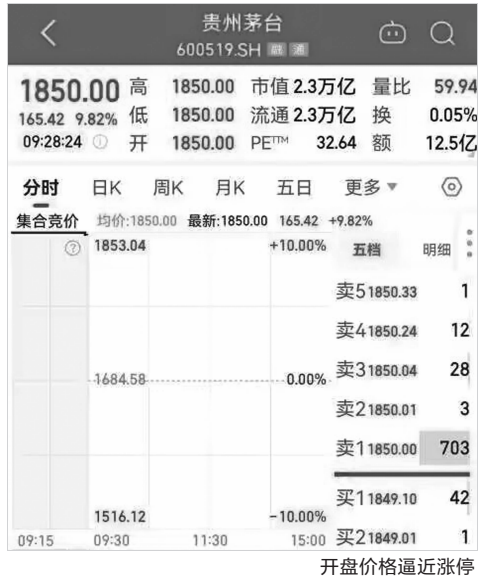 贵州茅台
600519.SH 融 通
1850.00 高 1850.00 市值 2.3万亿 量比 59.94
165.42 9.82% 低 1850.00 流通 2.3万亿 换 0.05%
09:28:24 开 1850.00 PE™ 32.64 额 12.5亿
分时 日K 周K 月K 五日 更多
集合竞价 均价:1850.00 最新:1850.00 165.42 +9.82%
1853.04 +10.00% 五档 明细
卖5 1850.33 1
卖4 1850.24 12
卖3 1850.04 28
1684.58 0.00%
卖2 1850.01 3
卖1 1850.00 703
买1 1849.10 42
1516.12 -10.00%
买2 1849.01 1
09:15 09:30 11:30 15:00
开盘价格逼近涨停